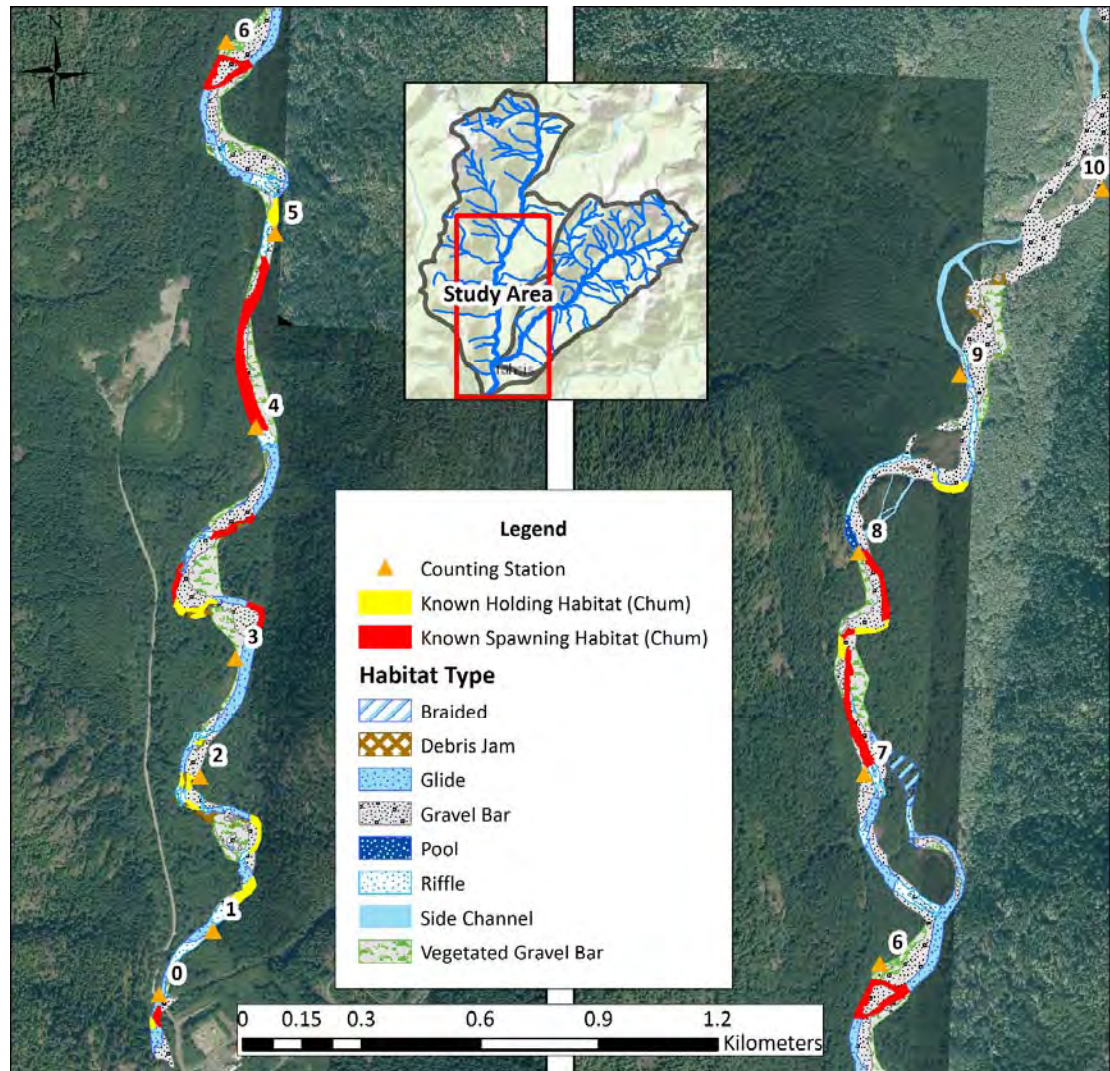 N
6
5
4
3
2
1
0
Study Area
10
9
8
7
6
Legend
Counting Station
Known Holding Habitat (Chum)
Known Spawning Habitat (Chum)
Habitat Type
Braided
Debris Jam
Glide
Gravel Bar
Pool
Riffle
Side Channel
Vegetated Gravel Bar
0 0.15 0.3 0.6 0.9 1.2
Kilometers